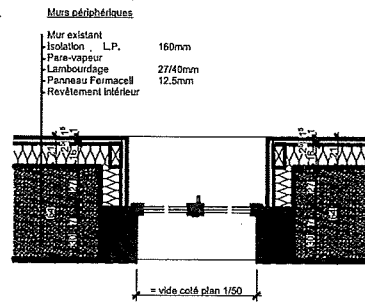 Murs périphériques
Mur existant
Isolation , L.P. 160mm
Pare-vapeur
Lambourdage 27/40mm
Panneau Fermacell 12.5mm
Revêtement intérieur
= vide coté plan 1/50